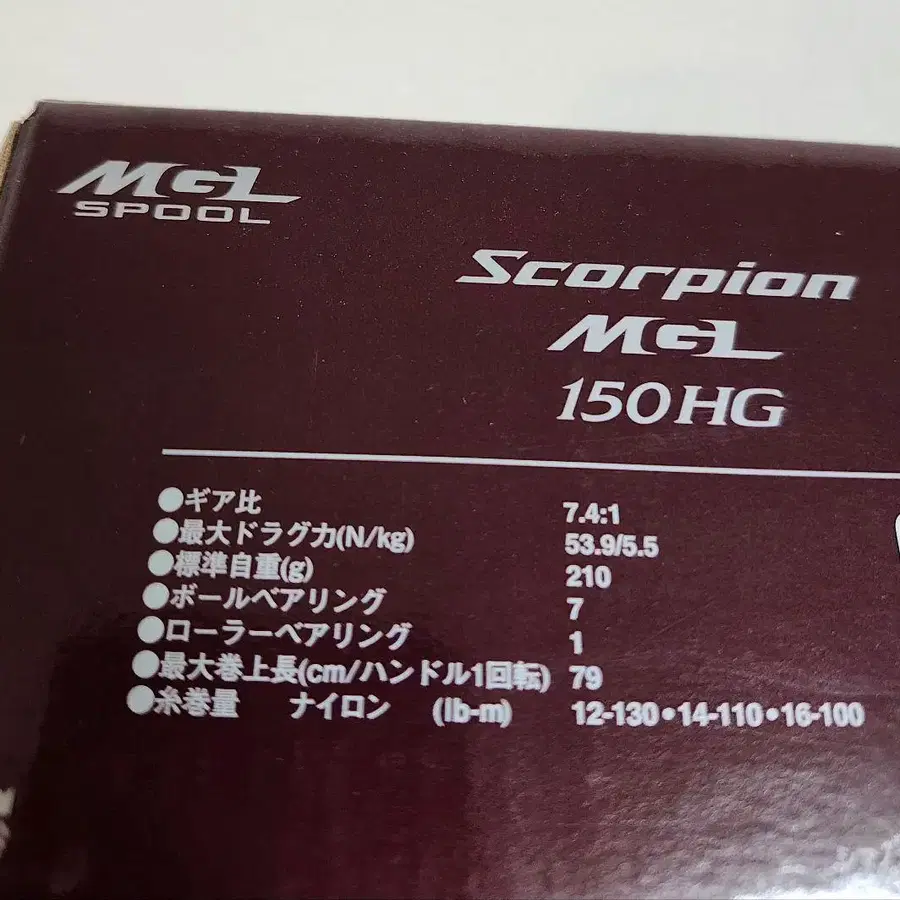 MGL
SPOOL
Scorpion
MGL
150HG
●ギア比 7.4:1
●最大ドラグ力(N/kg) 53.9/5.5
●標準自重(g) 210
●ボールベアリング 7
●ローラーベアリング 1
●最大巻上長(cm/ハンドル1回転) 79
●糸巻量 ナイロン (lb-m) 12-130•14-110•16-100